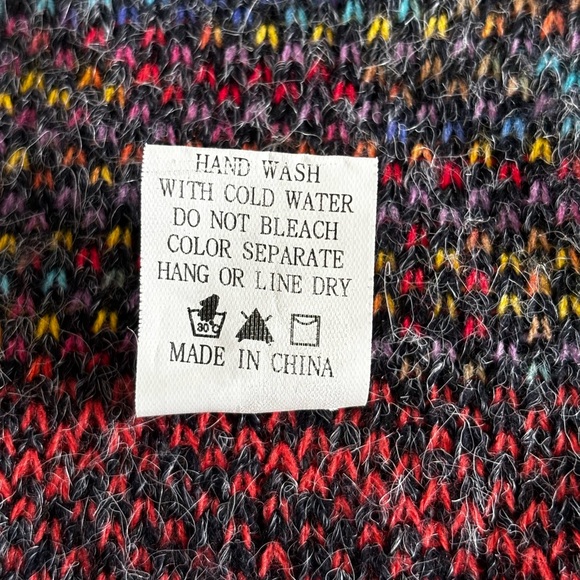 HAND WASH
WITH COLD WATER
DO NOT BLEACH
COLOR SEPARATE
HANG OR LINE DRY
30°C
MADE IN CHINA